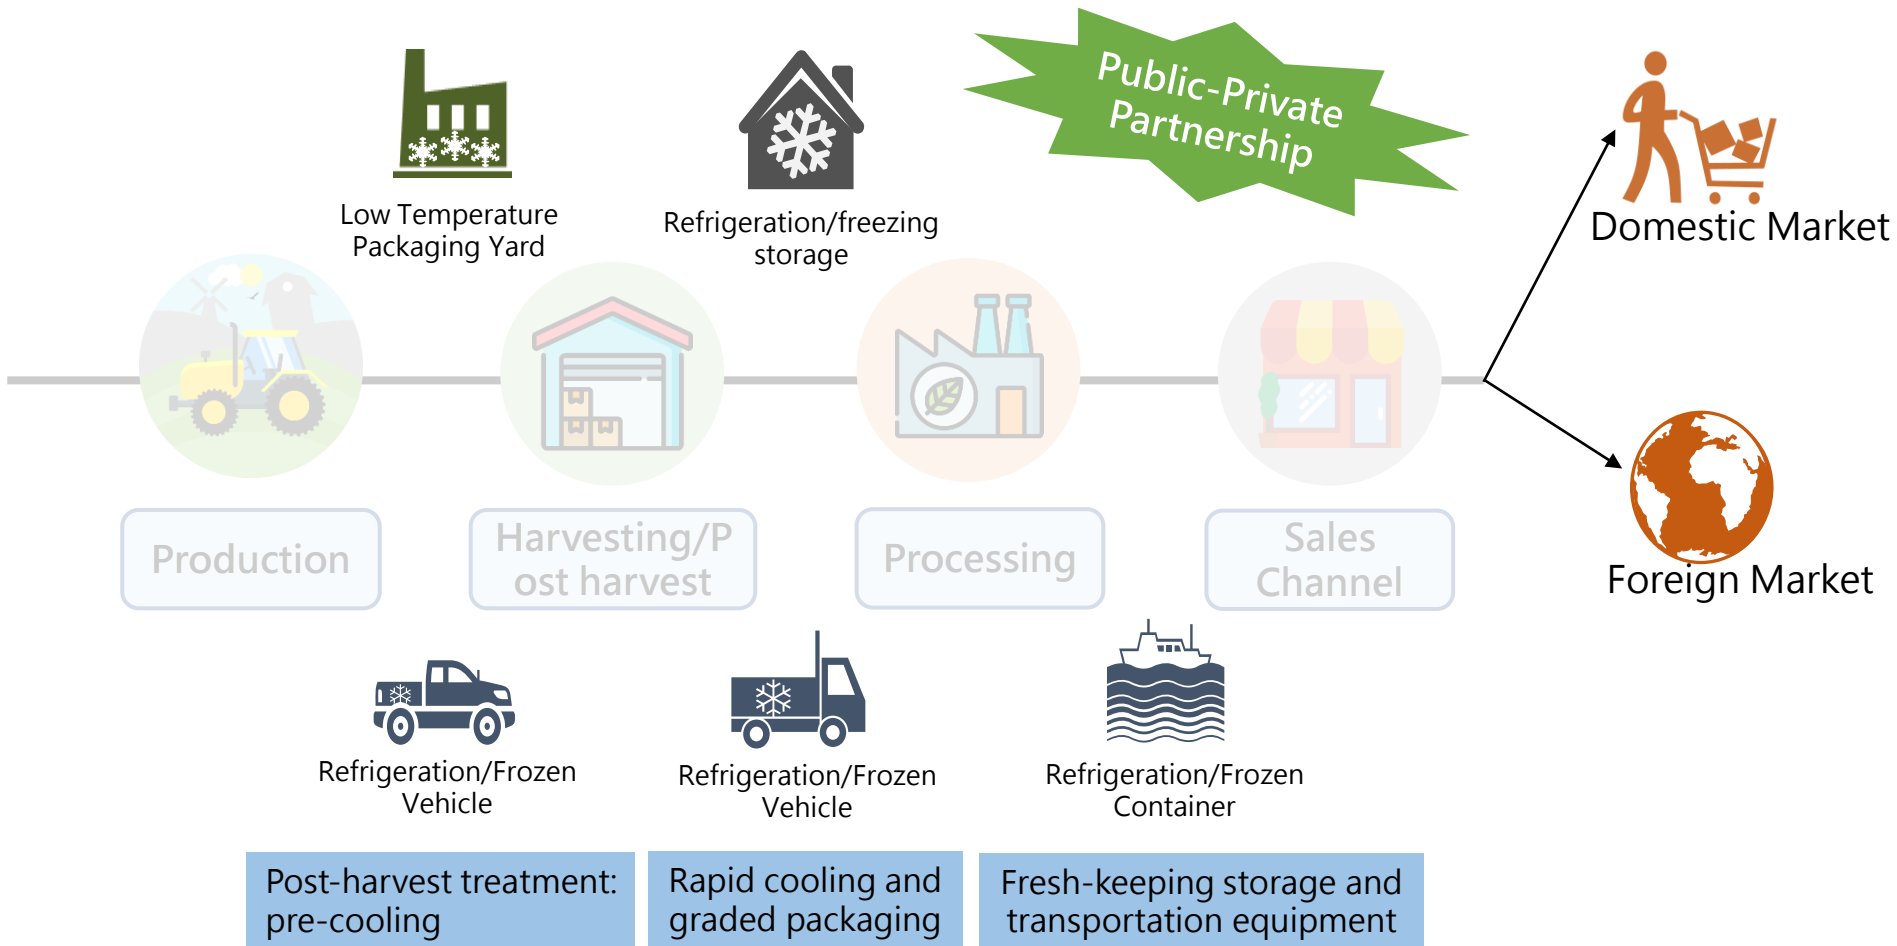 Public-Private
Partnership
Low Temperature
Packaging Yard
Refrigeration/freezing
storage
Domestic Market
Foreign Market
Production
Harvesting/P
ost harvest
Processing
Sales
Channel
Refrigeration/Frozen
Vehicle
Refrigeration/Frozen
Vehicle
Refrigeration/Frozen
Container
Post-harvest treatment:
pre-cooling
Rapid cooling and
graded packaging
Fresh-keeping storage and
transportation equipment